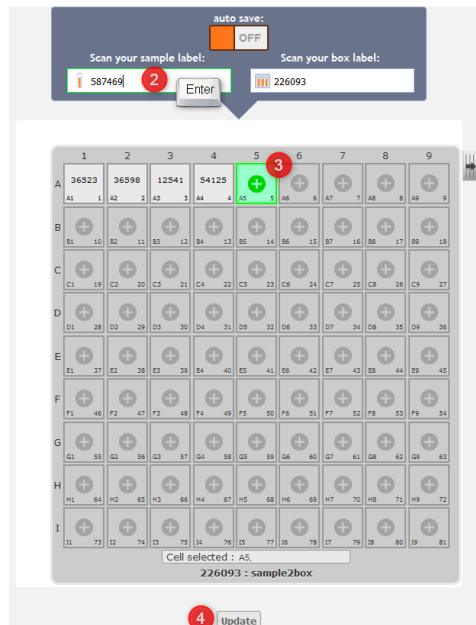 auto save:
OFF
Scan your sample label: Scan your box label:
587469 2 Enter 226093
1 2 3 4 5 6 7 8 9
3
A 36523 36598 12541 54125
A1 1 A2 2 A3 3 A4 4 A5 5 A6 6 A7 7 A8 8 A9 9
B
B1 10 B2 11 B3 12 B4 13 B5 14 B6 15 B7 16 B8 17 B9 18
C
C1 19 C2 20 C3 21 C4 22 C5 23 C6 24 C7 25 C8 26 C9 27
D
D1 28 D2 29 D3 30 D4 31 D5 32 D6 33 D7 34 D8 35 D9 36
E
E1 37 E2 38 E3 39 E4 40 E5 41 E6 42 E7 43 E8 44 E9 45
F
F1 46 F2 47 F3 48 F4 49 F5 50 F6 51 F7 52 F8 53 F9 54
G
G1 55 G2 56 G3 57 G4 58 G5 59 G6 60 G7 61 G8 62 G9 63
H
H1 64 H2 65 H3 66 H4 67 H5 68 H6 69 H7 70 H8 71 H9 72
I
I1 73 I2 74 I3 75 I4 76 I5 77 I6 78 I7 79 I8 80 I9 81
Cell selected : A5,
226093 : sample2box
4 Update